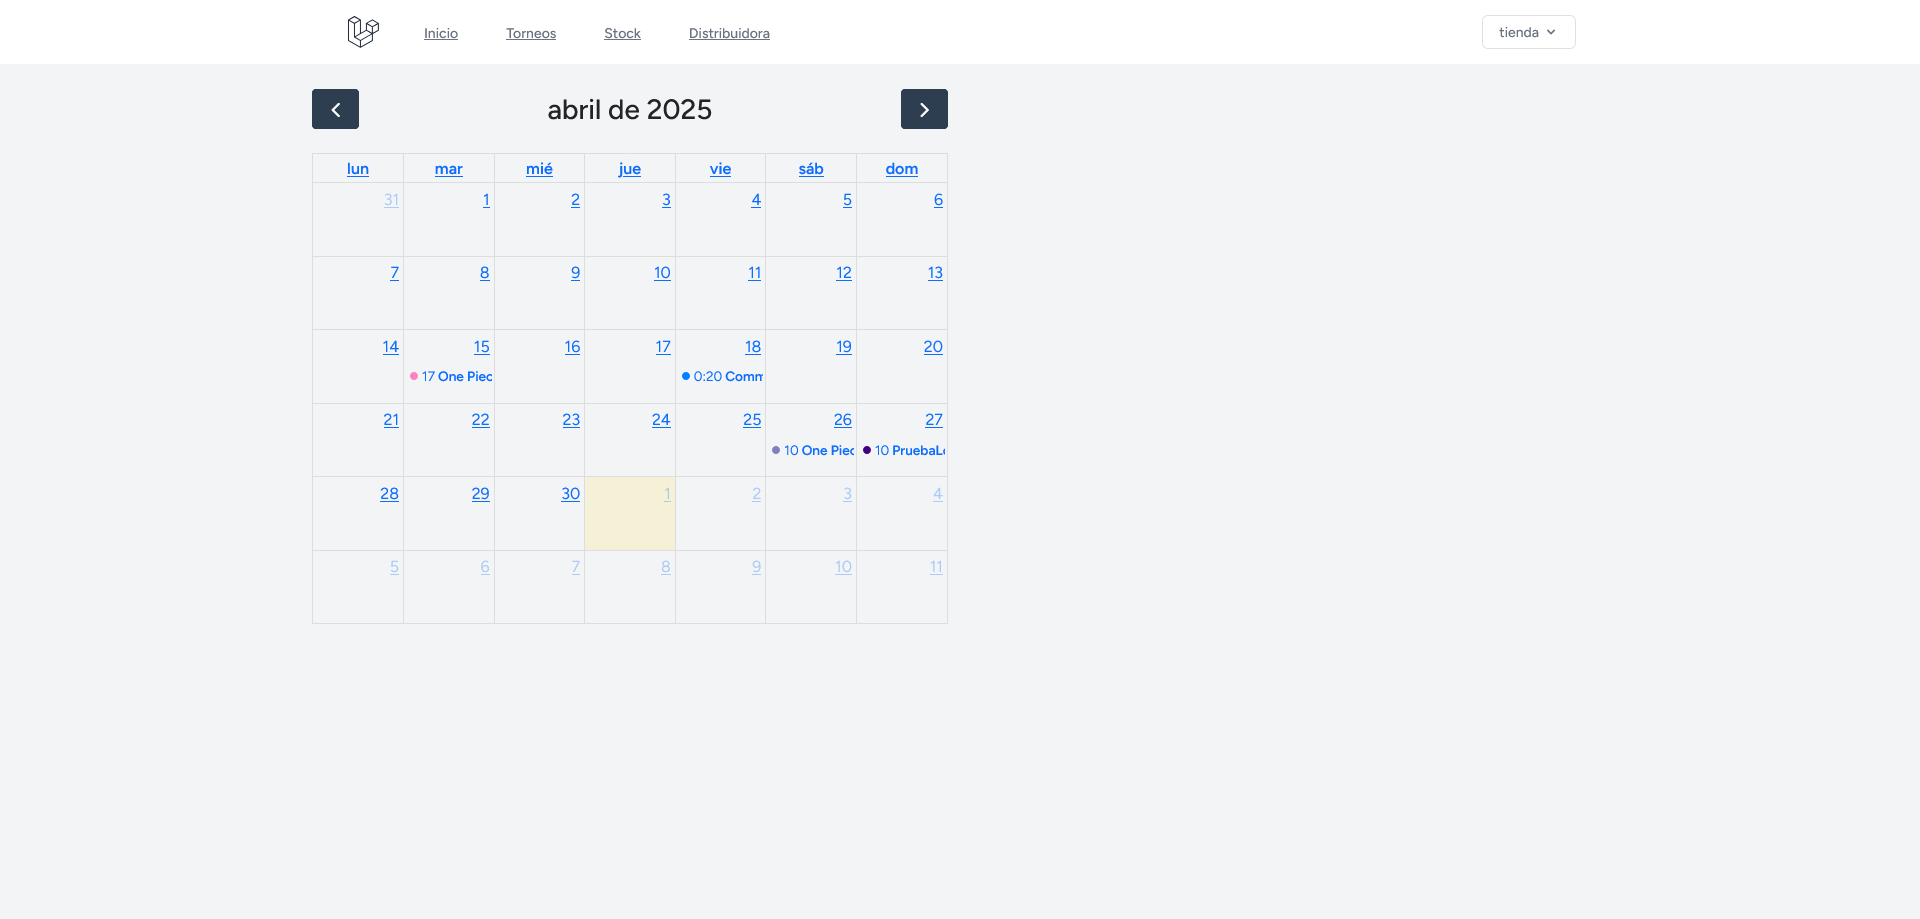 Inicio Torneos Stock Distribuidora tienda
abril de 2025
lun mar mié jue vie sáb dom
31 1 2 3 4 5 6
7 8 9 10 11 12 13
14 15 16 17 18 19 20
17 One Piec 0:20 Comm
21 22 23 24 25 26 27
10 One Piec 10 PruebaLo
28 29 30 1 2 3 4
5 6 7 8 9 10 11